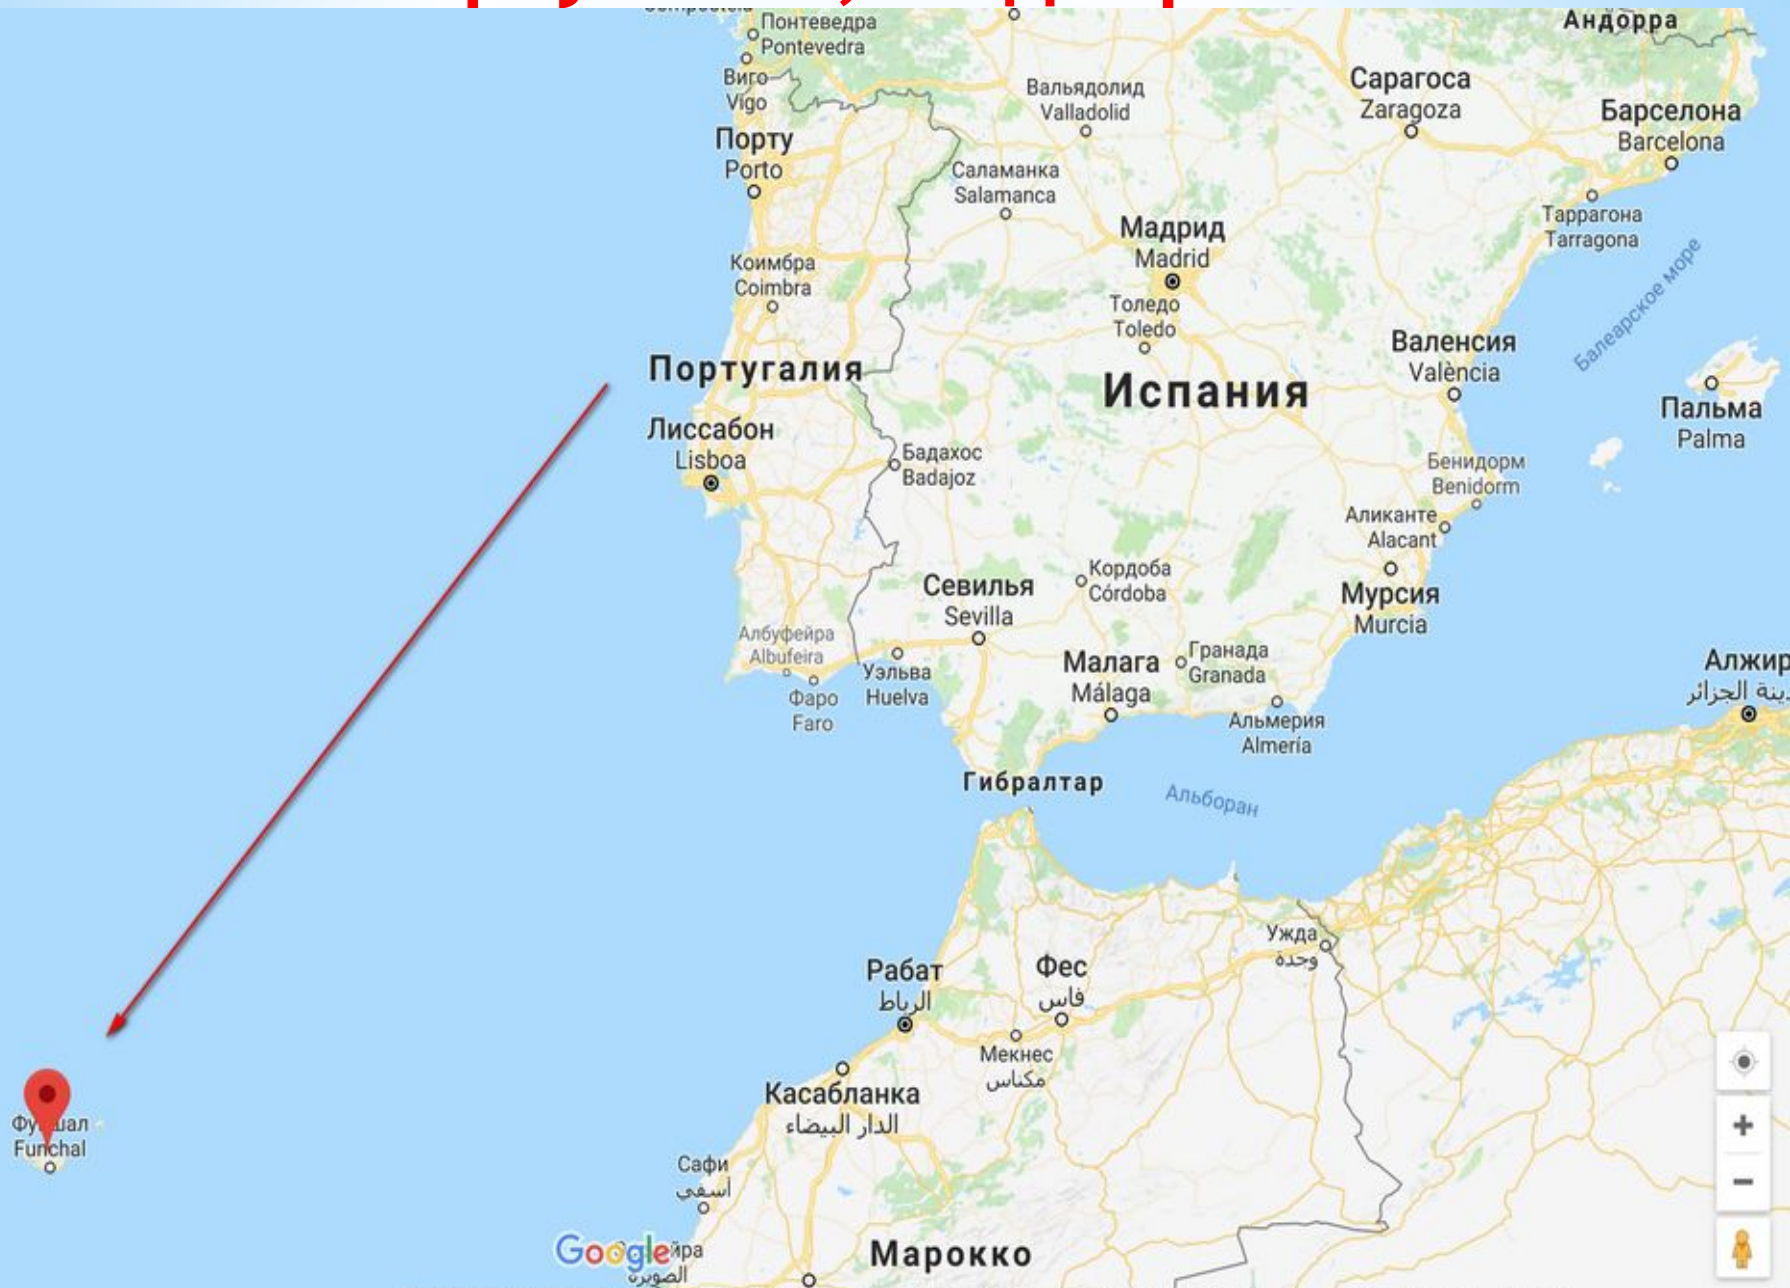 Понтеведра
Pontevedra
Виго
Vigo
Порту
Porto
Коимбра
Coimbra
Португалия
Лиссабон
Lisboa
Албуфейра
Albufeira
Фаро
Faro
Андорра
Вальядолид
Valladolid
Сарагоса
Zaragoza
Барселона
Barcelona
Саламанка
Salamanca
Таррагона
Tarragona
Мадрид
Madrid
Толедо
Toledo
Балеарское море
Валенсия
València
Испания
Пальма
Palma
Бадахос
Badajoz
Бенидорм
Benidorm
Аликанте
Alacant
Кордоба
Córdoba
Севилья
Sevilla
Мурсия
Murcia
Уэльва
Huelva
Малага
Málaga
Гранада
Granada
Альмерия
Almería
Алжир
Гибралтар
Альборан
Ужда
وجدة
Рабат
الرباط
Фес
فاس
Мекнес
مكناس
Касабланка
الدار البيضاء
Funchal
Сафи
أسفي
Google
الصويرة
Марокко